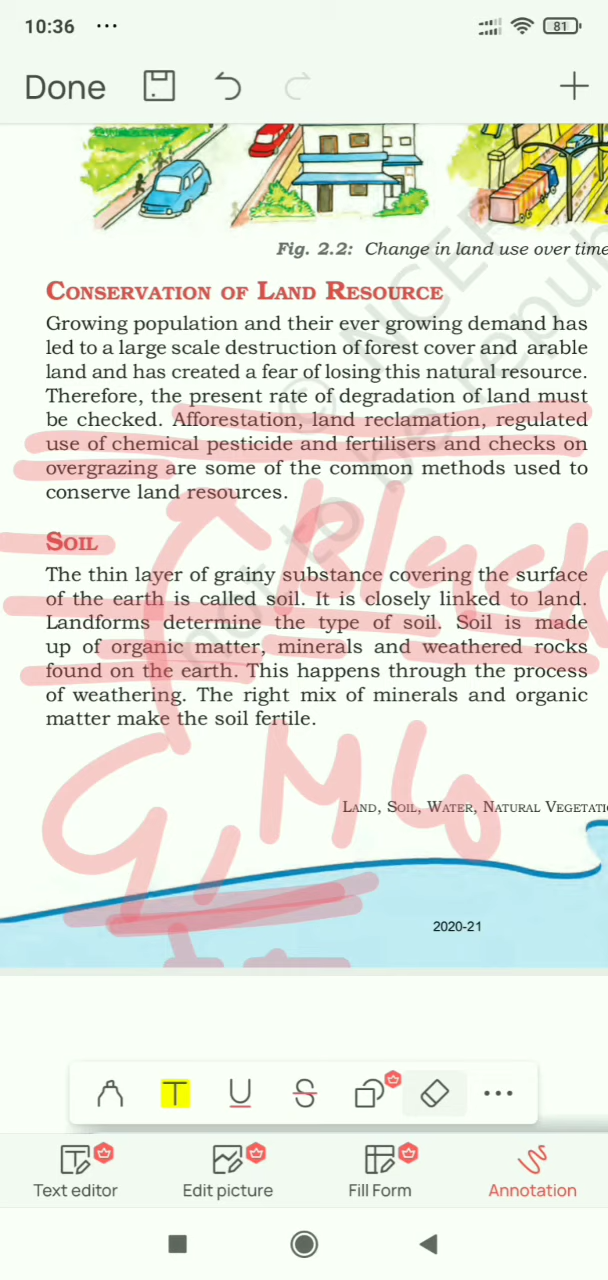 10:36 ...
81
Done
Fig. 2.2: Change in land use over time
CONSERVATION OF LAND RESOURCE
Growing population and their ever growing demand has
led to a large scale destruction of forest cover and arable
land and has created a fear of losing this natural resource.
Therefore, the present rate of degradation of land must
be checked. Afforestation, land reclamation, regulated
use of chemical pesticide and fertilisers and checks on
overgrazing are some of the common methods used to
conserve land resources.
Black
SOIL
The thin layer of grainy substance covering the surface
of the earth is called soil. It is closely linked to land.
Landforms determine the type of soil. Soil is made
up of organic matter, minerals and weathered rocks
found on the earth. This happens through the process
of weathering. The right mix of minerals and organic
matter make the soil fertile.
LAND, SOIL, WATER, NATURAL VEGETATI
2020-21
Text editor
Edit picture
Fill Form
Annotation